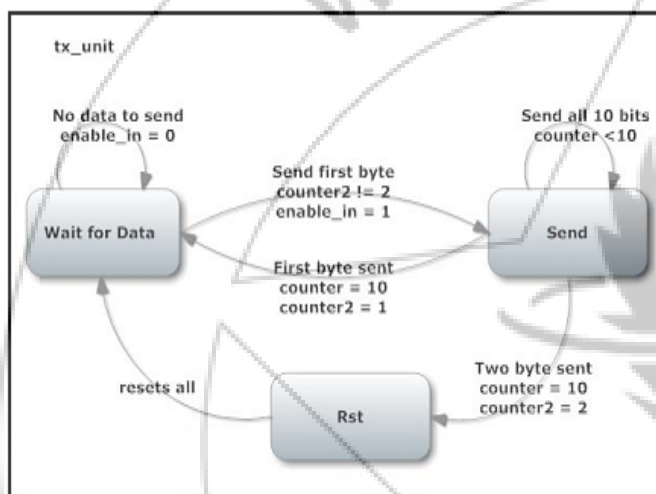 tx_unit
No data to send
enable_in = 0
Send all 10 bits
counter <10
Send first byte
counter2 != 2
enable_in = 1
Wait for Data
Send
First byte sent
counter = 10
counter2 = 1
Two byte sent
counter = 10
counter2 = 2
resets all
Rst